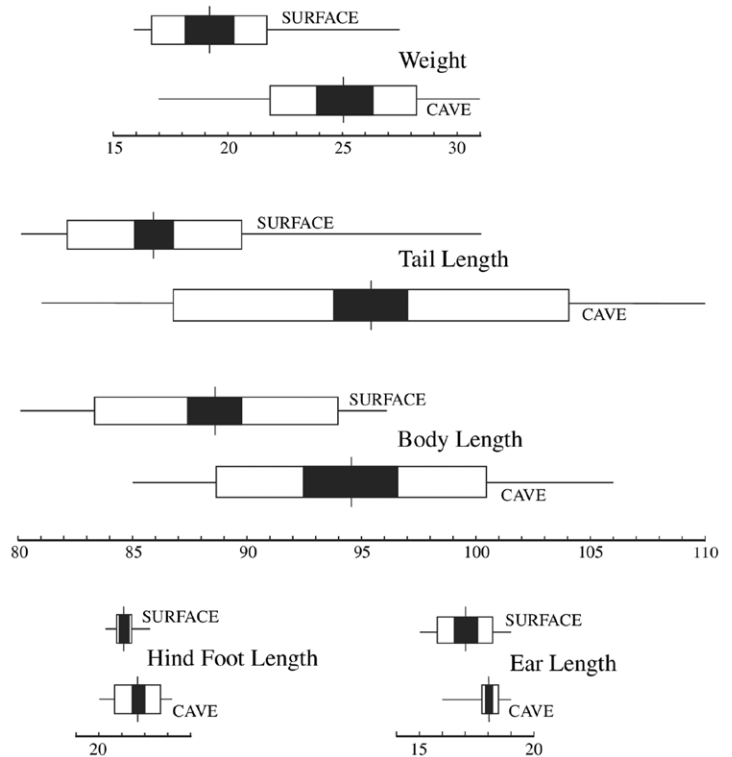 SURFACE
Weight
CAVE
15 20 25 30
SURFACE
Tail Length
CAVE
SURFACE
Body Length
CAVE
80 85 90 95 100 105 110
SURFACE
Hind Foot Length
CAVE
20
SURFACE
Ear Length
CAVE
15 20